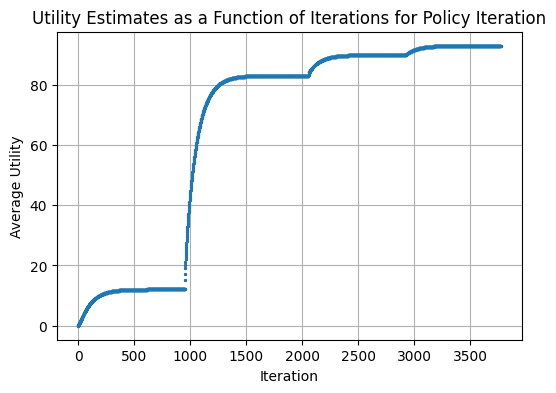 Utility Estimates as a Function of Iterations for Policy Iteration
Average Utility
80
60
40
20
0
0 500 1000 1500 2000 2500 3000 3500
Iteration